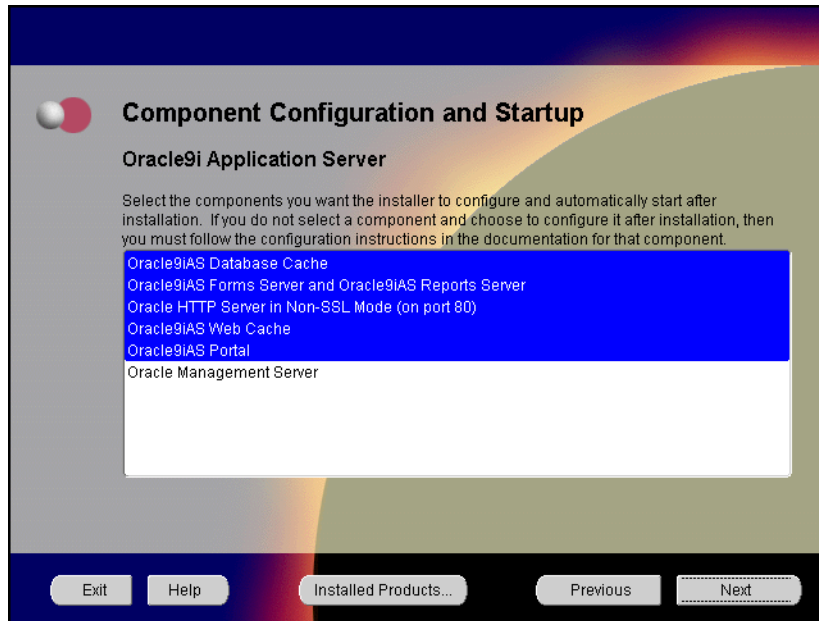 Component Configuration and Startup
Oracle9i Application Server
Select the components you want the installer to configure and automatically start after
installation. If you do not select a component and choose to configure it after installation, then
you must follow the configuration instructions in the documentation for that component.
Oracle9iAS Database Cache
Oracle9iAS Forms Server and Oracle9iAS Reports Server
Oracle HTTP Server in Non-SSL Mode (on port 80)
Oracle9iAS Web Cache
Oracle9iAS Portal
Oracle Management Server
Exit
Help
Installed Products...
Previous
Next